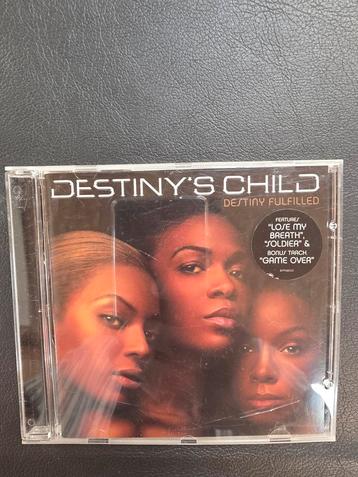 DESTINY'S CHILD
DESTINY FULFILLED
FEATURES
"LOSE MY
BREATH",
"SOLDIER" &
BONUS TRACK
"GAME OVER"